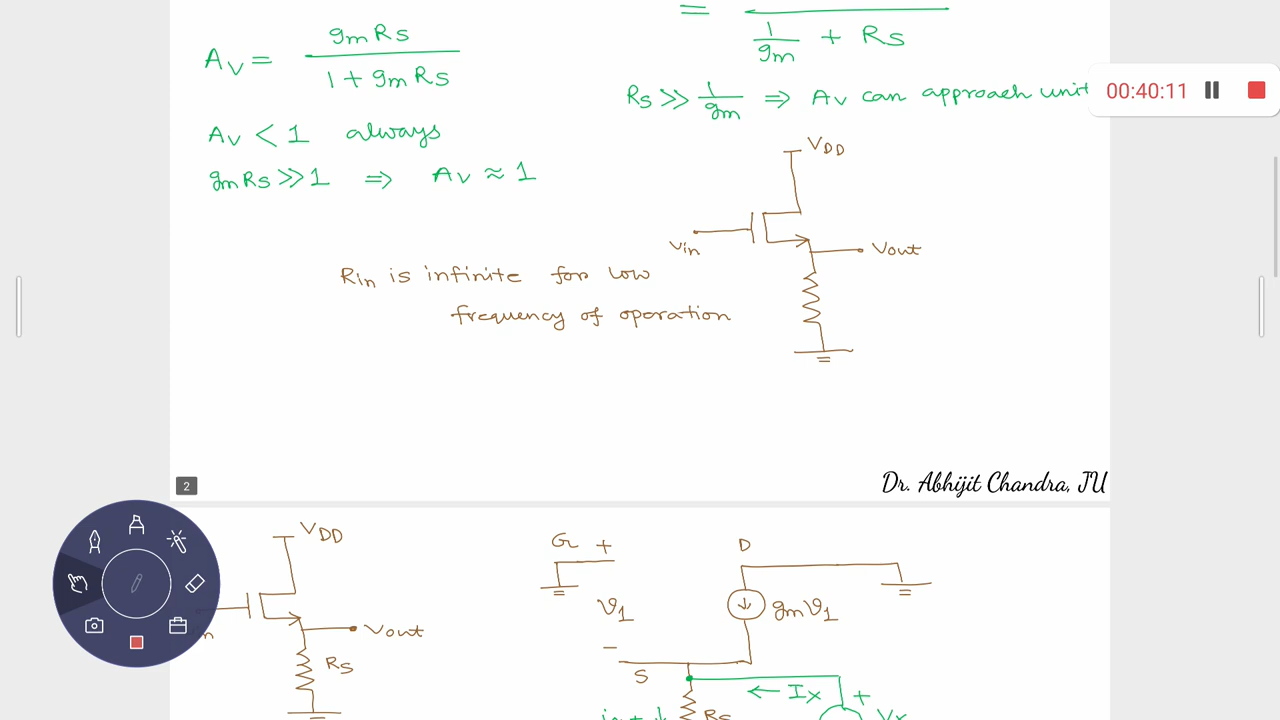 gmRs
Av =
1 + gmRs
=
1
gm + Rs
Rs >> 1/gm ⇒ Av can approach unit
00:40:11
Av < 1 always
gmRs >> 1 ⇒ Av ≈ 1
VDD
Vin
Vout
Rin is infinite for low
frequency of operation
2
Dr. Abhijit Chandra, JU
VDD
Vout
Rs
G +
D
v1
gmv1
−
S
← Ix +
Rs
Vx